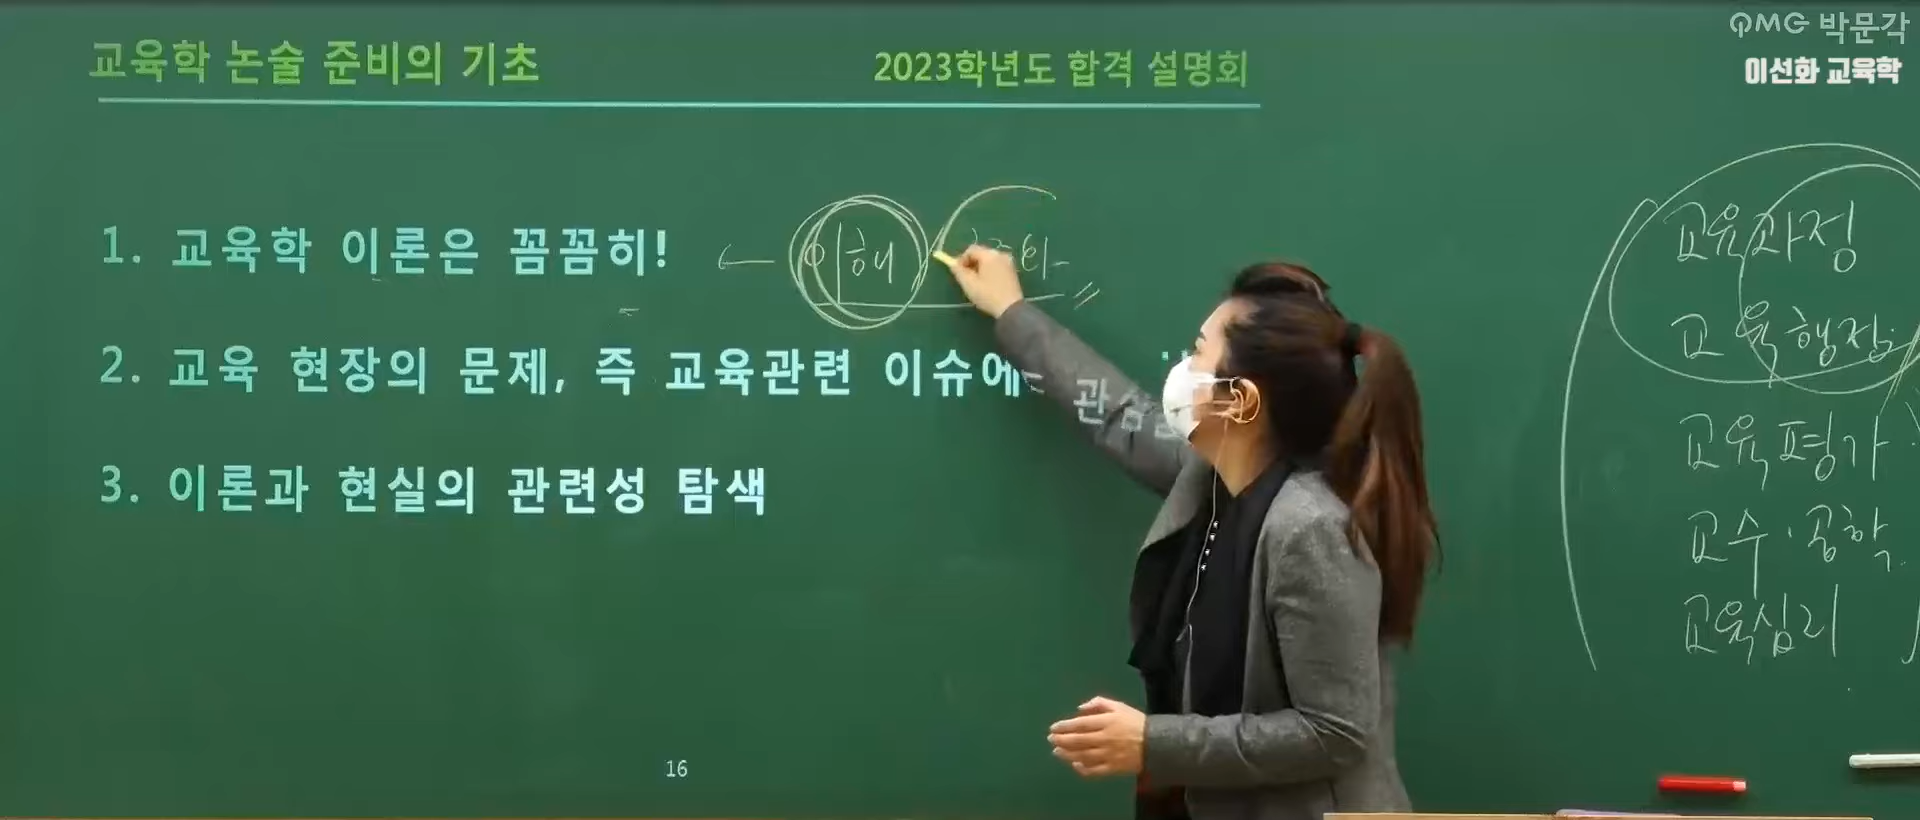 PMG 박문각
이선화 교육학
교육학 논술 준비의 기초
2023학년도 합격 설명회
1. 교육학 이론은 꼼꼼히!
이해
2. 교육 현장의 문제, 즉 교육관련 이슈에 관심을
3. 이론과 현실의 관련성 탐색
16
교육과정
교육행정
교육평가
교수·공학
교육심리